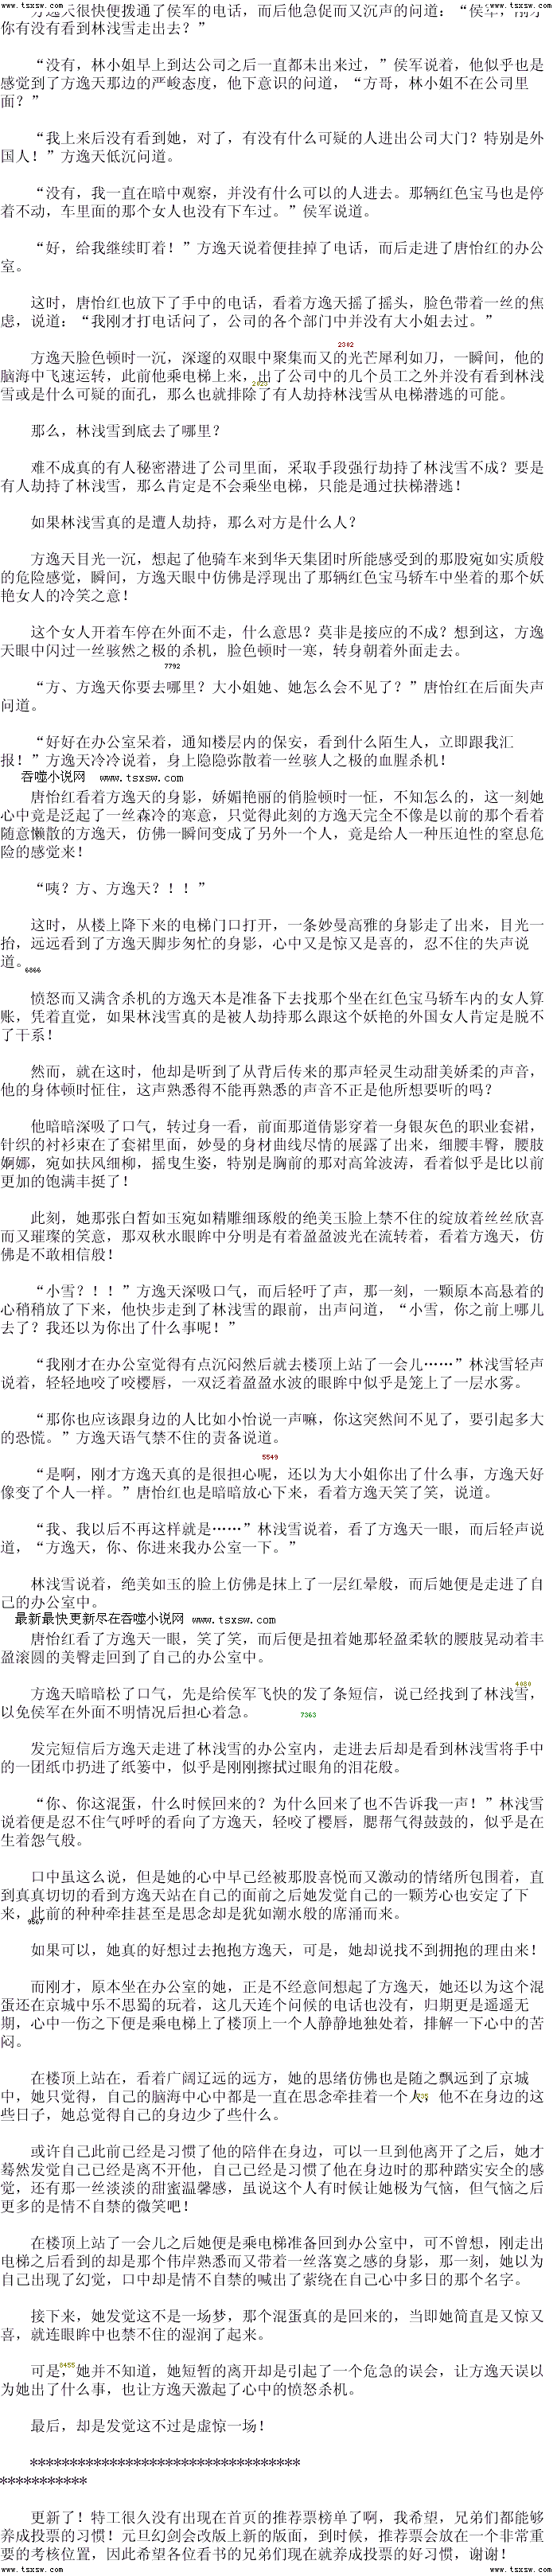 www.tsxsw.com www.tsxsw.com
方逸天很快便拨通了侯军的电话，而后他急促而又沉声的问道：“侯军，刚才
你有没有看到林浅雪走出去？”
“没有，林小姐早上到达公司之后一直都未出来过，”侯军说着，他似乎也是
感觉到了方逸天那边的严峻态度，他下意识的问道，“方哥，林小姐不在公司里
面？”
“我上来后没有看到她，对了，有没有什么可疑的人进出公司大门？特别是外
国人！”方逸天低沉问道。
“没有，我一直在暗中观察，并没有什么可以的人进去。那辆红色宝马也是停
着不动，车里面的那个女人也没有下车过。”侯军说道。
“好，给我继续盯着！”方逸天说着便挂掉了电话，而后走进了唐怡红的办公
室。
这时，唐怡红也放下了手中的电话，看着方逸天摇了摇头，脸色带着一丝的焦
虑，说道：“我刚才打电话问了，公司的各个部门中并没有大小姐去过。”
2302
方逸天脸色顿时一沉，深邃的双眼中聚集而又的光芒犀利如刀，一瞬间，他的
脑海中飞速运转，此前他乘电梯上来，出了公司中的几个员工之外并没有看到林浅
雪或是什么可疑的面孔，那么也就排除了有人劫持林浅雪从电梯潜逃的可能。
那么，林浅雪到底去了哪里？
难不成真的有人秘密潜进了公司里面，采取手段强行劫持了林浅雪不成？要是
有人劫持了林浅雪，那么肯定是不会乘坐电梯，只能是通过扶梯潜逃！
如果林浅雪真的是遭人劫持，那么对方是什么人？
方逸天目光一沉，想起了他骑车来到华天集团时所能感受到的那股宛如实质般
的危险感觉，瞬间，方逸天眼中仿佛是浮现出了那辆红色宝马轿车中坐着的那个妖
艳女人的冷笑之意！
这个女人开着车停在外面不走，什么意思？莫非是接应的不成？想到这，方逸
天眼中闪过一丝骇然之极的杀机，脸色顿时一寒，转身朝着外面走去。
7792
“方、方逸天你要去哪里？大小姐她、她怎么会不见了？”唐怡红在后面失声
问道。
“好好在办公室呆着，通知楼层内的保安，看到什么陌生人，立即跟我汇
报！”方逸天冷冷说着，身上隐隐弥散着一丝骇人之极的血腥杀机！
吞噬小说网 www.tsxsw.com
唐怡红看着方逸天的身影，娇媚艳丽的俏脸顿时一怔，不知怎么的，这一刻她
心中竟是泛起了一丝森冷的寒意，只觉得此刻的方逸天完全不像是以前的那个看着
随意懒散的方逸天，仿佛一瞬间变成了另外一个人，竟是给人一种压迫性的窒息危
险的感觉来！
“咦？方、方逸天？！！”
这时，从楼上降下来的电梯门口打开，一条妙曼高雅的身影走了出来，目光一
抬，远远看到了方逸天脚步匆忙的身影，心中又是惊又是喜的，忍不住的失声说
道。
6866
愤怒而又满含杀机的方逸天本是准备下去找那个坐在红色宝马轿车内的女人算
账，凭着直觉，如果林浅雪真的是被人劫持那么跟这个妖艳的外国女人肯定是脱不
了干系！
然而，就在这时，他却是听到了从背后传来的那声轻灵生动甜美娇柔的声音，
他的身体顿时怔住，这声熟悉得不能再熟悉的声音不正是他所想要听的吗？
他暗暗深吸了口气，转过身一看，前面那道倩影穿着一身银灰色的职业套裙，
针织的衬衫束在了套裙里面，妙曼的身材曲线尽情的展露了出来，细腰丰臀，腰肢
婀娜，宛如扶风细柳，摇曳生姿，特别是胸前的那对高耸波涛，看着似乎是比以前
更加的饱满丰挺了！
此刻，她那张白皙如玉宛如精雕细琢般的绝美玉脸上禁不住的绽放着丝丝欣喜
而又璀璨的笑意，那双秋水眼眸中分明是有着盈盈波光在流转着，看着方逸天，仿
佛是不敢相信般！
“小雪？！！”方逸天深吸口气，而后轻吁了声，那一刻，一颗原本高悬着的
心稍稍放了下来，他快步走到了林浅雪的跟前，出声问道，“小雪，你之前上哪儿
去了？我还以为你出了什么事呢！”
“我刚才在办公室觉得有点沉闷然后就去楼顶上站了一会儿……”林浅雪轻声
说着，轻轻地咬了咬樱唇，一双泛着盈盈水波的眼眸中似乎是笼上了一层水雾。
“那你也应该跟身边的人比如小怡说一声嘛，你这突然间不见了，要引起多大
的恐慌。”方逸天语气禁不住的责备说道。
5549
“是啊，刚才方逸天真的是很担心呢，还以为大小姐你出了什么事，方逸天好
像变了个人一样。”唐怡红也是暗暗放心下来，看着方逸天笑了笑，说道。
“我、我以后不再这样就是……”林浅雪说着，看了方逸天一眼，而后轻声说
道，“方逸天，你、你进来我办公室一下。”
林浅雪说着，绝美如玉的脸上仿佛是抹上了一层红晕般，而后她便是走进了自
己的办公室中。
最新最快更新尽在吞噬小说网 www.tsxsw.com
唐怡红看了方逸天一眼，笑了笑，而后便是扭着她那轻盈柔软的腰肢晃动着丰
盈滚圆的美臀走回到了自己的办公室中。
4080
方逸天暗暗松了口气，先是给侯军飞快的发了条短信，说已经找到了林浅雪，
以免侯军在外面不明情况后担心着急。
7363
发完短信后方逸天走进了林浅雪的办公室内，走进去后却是看到林浅雪将手中
的一团纸巾扔进了纸篓中，似乎是刚刚擦拭过眼角的泪花般。
“你、你这混蛋，什么时候回来的？为什么回来了也不告诉我一声！”林浅雪
说着便是忍不住气呼呼的看向了方逸天，轻咬了樱唇，腮帮气得鼓鼓的，似乎是在
生着怨气般。
口中虽这么说，但是她的心中早已经被那股喜悦而又激动的情绪所包围着，直
到真真切切的看到方逸天站在自己的面前之后她发觉自己的一颗芳心也安定了下
来，此前的种种牵挂甚至是思念却是犹如潮水般的席涌而来。
9567
如果可以，她真的好想过去抱抱方逸天，可是，她却说找不到拥抱的理由来！
而刚才，原本坐在办公室的她，正是不经意间想起了方逸天，她还以为这个混
蛋还在京城中乐不思蜀的玩着，这几天连个问候的电话也没有，归期更是遥遥无
期，心中一伤之下便是乘电梯上了楼顶上一个人静静地独处着，排解一下心中的苦
闷。
在楼顶上站在，看着广阔辽远的远方，她的思绪仿佛也是随之飘远到了京城
中，她只觉得，自己的脑海中心中都是一直在思念牵挂着一个人，他不在身边的这
些日子，她总觉得自己的身边少了些什么。
或许自己此前已经是习惯了他的陪伴在身边，可以一旦到他离开了之后，她才
蓦然发觉自己已经是离不开他，自己已经是习惯了他在身边时的那种踏实安全的感
觉，还有那一丝淡淡的甜蜜温馨感，虽说这个人有时候让她极为气恼，但气恼之后
更多的是情不自禁的微笑吧！
在楼顶上站了一会儿之后她便是乘电梯准备回到办公室中，可不曾想，刚走出
电梯之后看到的却是那个伟岸熟悉而又带着一丝落寞之感的身影，那一刻，她以为
自己出现了幻觉，口中却是情不自禁的喊出了萦绕在自己心中多日的那个名字。
接下来，她发觉这不是一场梦，那个混蛋真的是回来的，当即她简直是又惊又
喜，就连眼眸中也禁不住的湿润了起来。
8455
可是，她并不知道，她短暂的离开却是引起了一个危急的误会，让方逸天误以
为她出了什么事，也让方逸天激起了心中的愤怒杀机。
最后，却是发觉这不过是虚惊一场！
**********************************
***********
更新了！特工很久没有出现在首页的推荐票榜单了啊，我希望，兄弟们都能够
养成投票的习惯！元旦幻剑会改版上新的版面，到时候，推荐票会放在一个非常重
要的考核位置，因此希望各位看书的兄弟们现在就养成投票的好习惯，谢谢！
www.tsxsw.com www.tsxsw.com